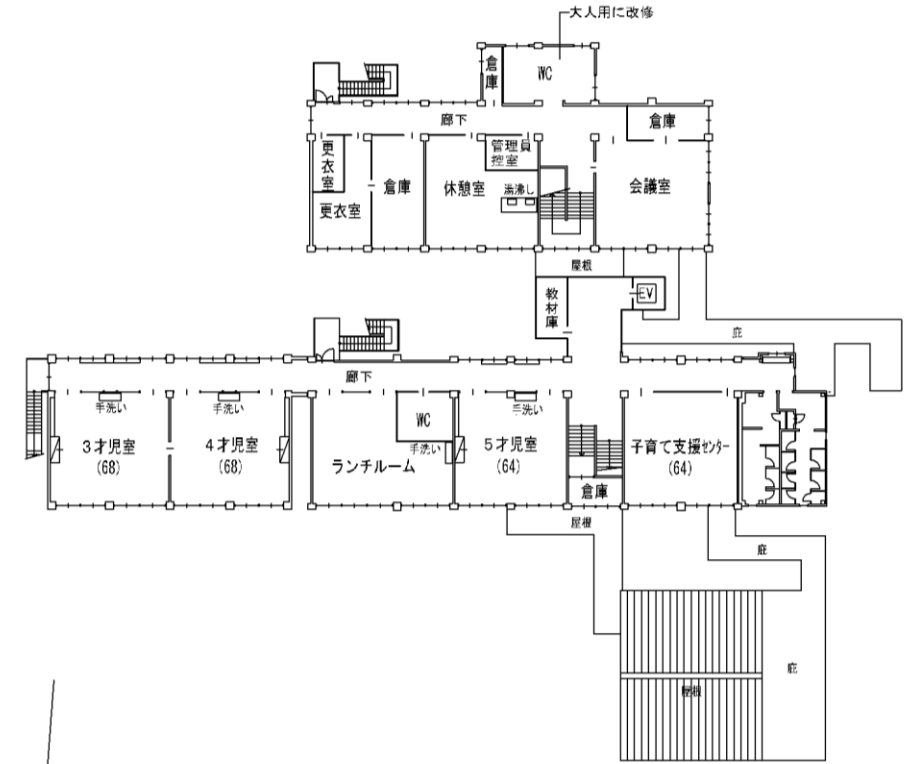 大人用に改修
倉庫
WC
廊下
倉庫
更衣室
管理員
控室
倉庫
休憩室
湯沸し
会議室
更衣室
屋根
教材庫
EV
庇
廊下
手洗い
手洗い
WC
手洗い
3才児室
(68)
4才児室
(68)
ランチルーム
手洗い
5才児室
(64)
子育て支援センター
(64)
倉庫
屋根
庇
庇
屋根